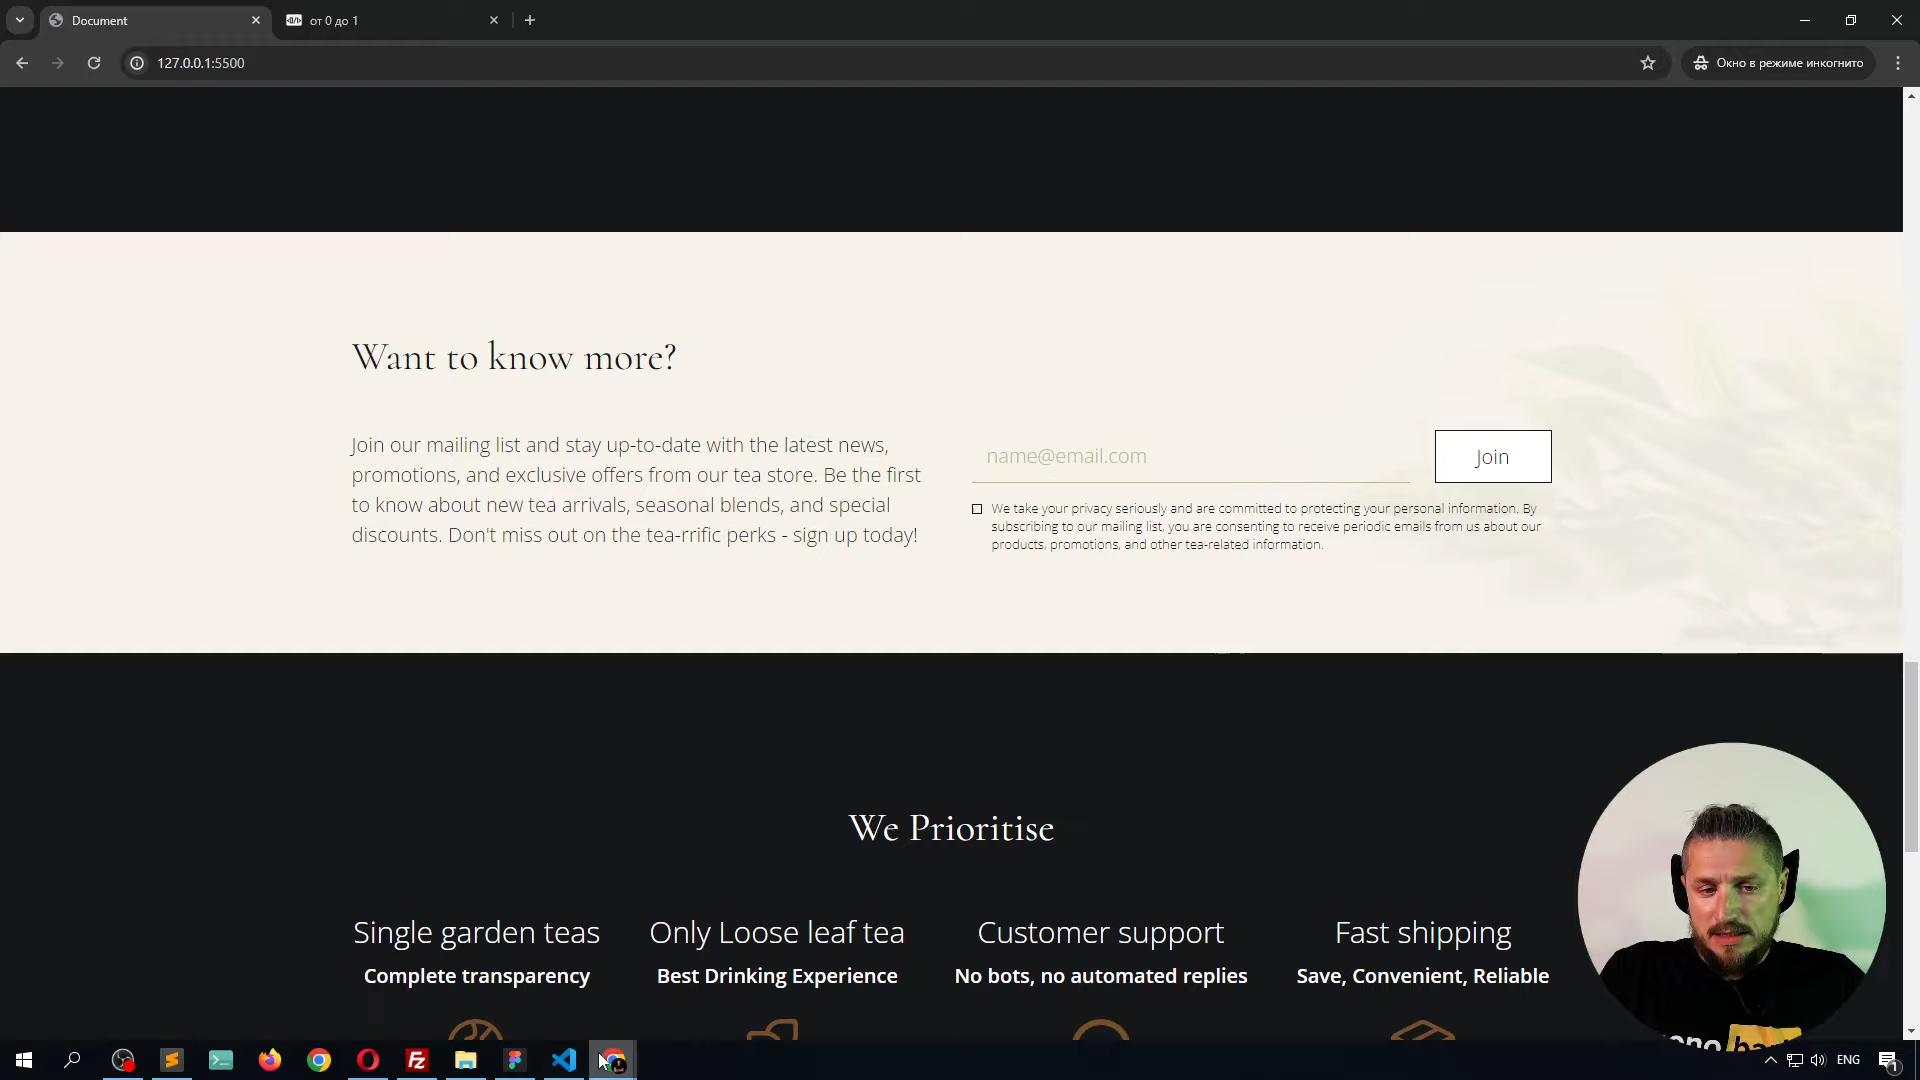 Document
от 0 до 1
127.0.0.1:5500
Окно в режиме инкогнито
Want to know more?
Join our mailing list and stay up-to-date with the latest news,
promotions, and exclusive offers from our tea store. Be the first
to know about new tea arrivals, seasonal blends, and special
discounts. Don't miss out on the tea-rrific perks - sign up today!
name@email.com
Join
We take your privacy seriously and are committed to protecting your personal information. By
subscribing to our mailing list, you are consenting to receive periodic emails from us about our
products, promotions, and other tea-related information.
We Prioritise
Single garden teas
Complete transparency
Only Loose leaf tea
Best Drinking Experience
Customer support
No bots, no automated replies
Fast shipping
Save, Convenient, Reliable
ENG
1